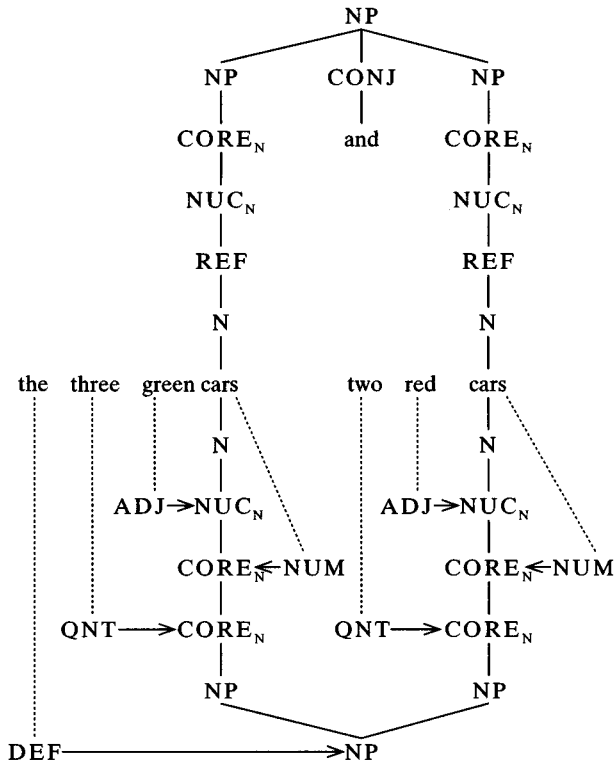 NP
NP CONJ NP
CORE_N and CORE_N
NUC_N NUC_N
REF REF
N N
the three green cars two red cars
N N
ADJ NUC_N ADJ NUC_N
CORE_N NUM CORE_N NUM
QNT CORE_N QNT CORE_N
NP NP
DEF NP